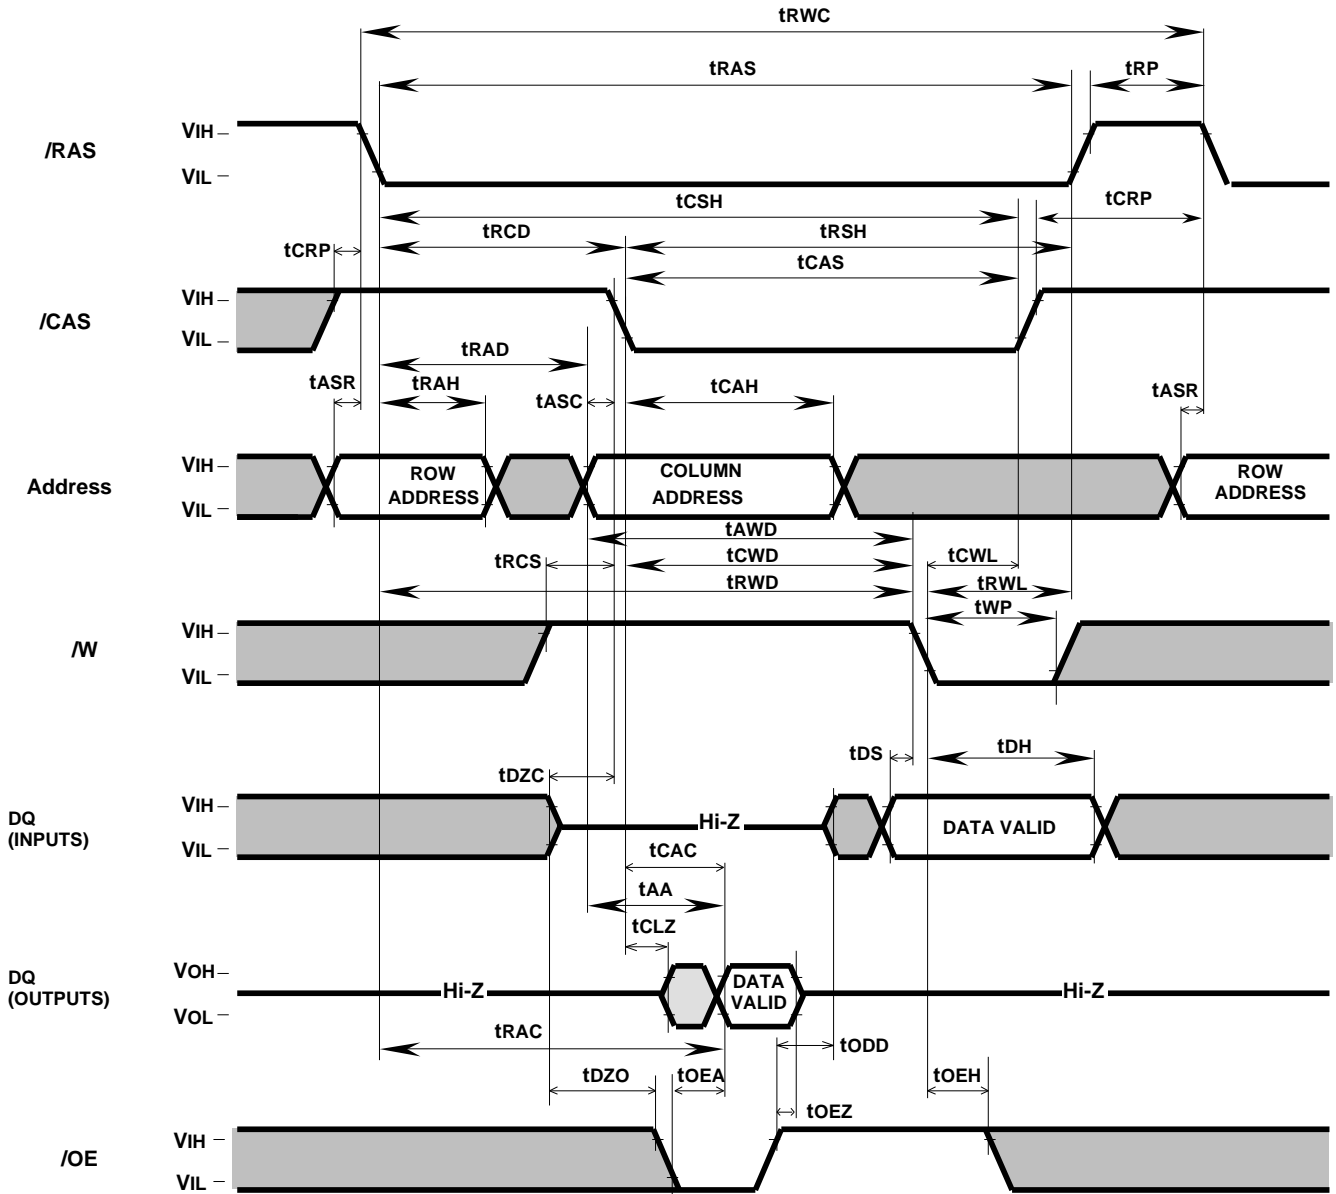 tRWC
tRAS
tRP
/RAS
VIH
VIL
tCSH
tCRP
tCRP
tRCD
tRSH
tCAS
/CAS
VIH
VIL
tRAD
tASR
tRAH
tASC
tCAH
tASR
Address
VIH
VIL
ROW
ADDRESS
COLUMN
ADDRESS
ROW
ADDRESS
tAWD
tRCS
tCWD
tCWL
tRWD
tRWL
tWP
/W
VIH
VIL
tDS
tDH
tDZC
DQ
(INPUTS)
VIH
VIL
Hi-Z
DATA VALID
tCAC
tAA
tCLZ
DQ
(OUTPUTS)
VOH
VOL
Hi-Z
DATA
VALID
Hi-Z
tRAC
tODD
tDZO
tOEA
tOEH
tOEZ
/OE
VIH
VIL